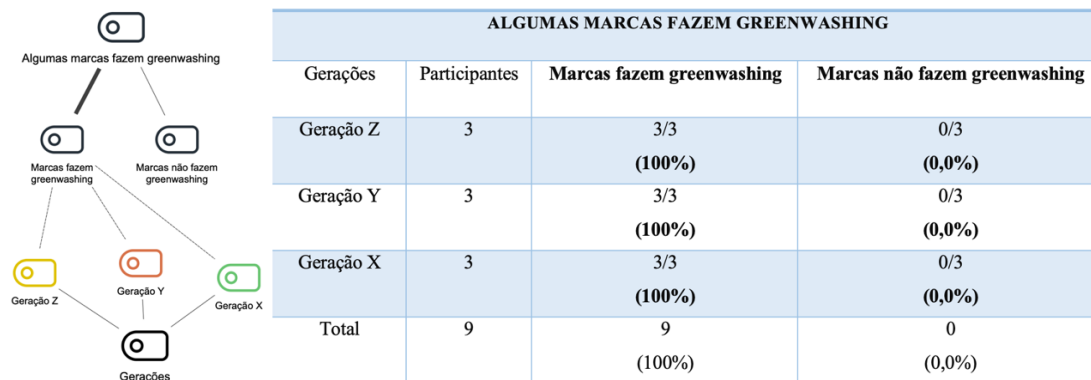 Algumas marcas fazem greenwashing
Marcas fazem
greenwashing
Marcas não fazem
greenwashing
Geração Z
Geração Y
Geração X
Gerações
ALGUMAS MARCAS FAZEM GREENWASHING
Gerações Participantes Marcas fazem greenwashing Marcas não fazem greenwashing
Geração Z 3 3/3 0/3
(100%) (0,0%)
Geração Y 3 3/3 0/3
(100%) (0,0%)
Geração X 3 3/3 0/3
(100%) (0,0%)
Total 9 9 0
(100%) (0,0%)